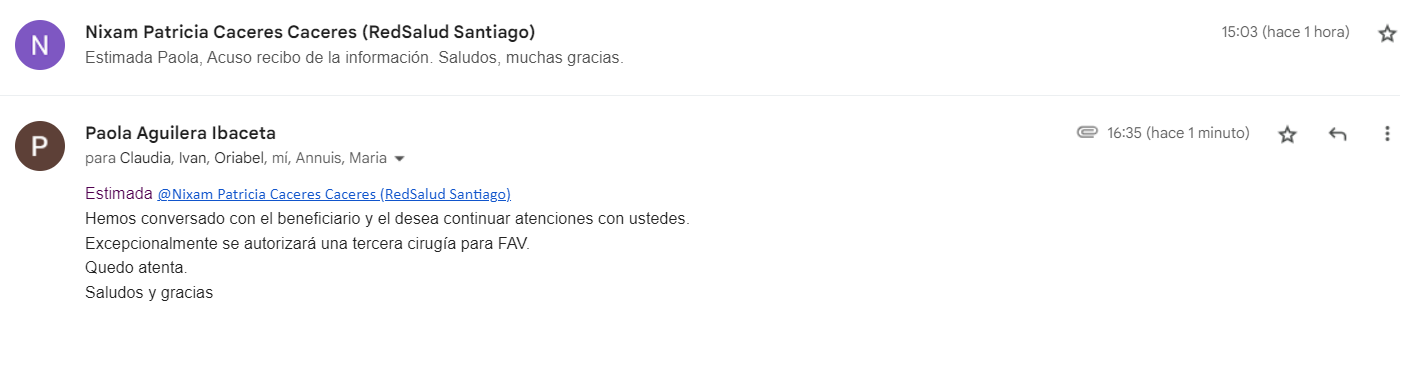 N
Nixam Patricia Caceres Caceres (RedSalud Santiago)
15:03 (hace 1 hora)
Estimada Paola, Acuso recibo de la información. Saludos, muchas gracias.
P
Paola Aguilera Ibaceta
16:35 (hace 1 minuto)
para Claudia, Ivan, Oriabel, mí, Annuis, Maria
Estimada @Nixam Patricia Caceres Caceres (RedSalud Santiago)
Hemos conversado con el beneficiario y el desea continuar atenciones con ustedes.
Excepcionalmente se autorizará una tercera cirugía para FAV.
Quedo atenta.
Saludos y gracias